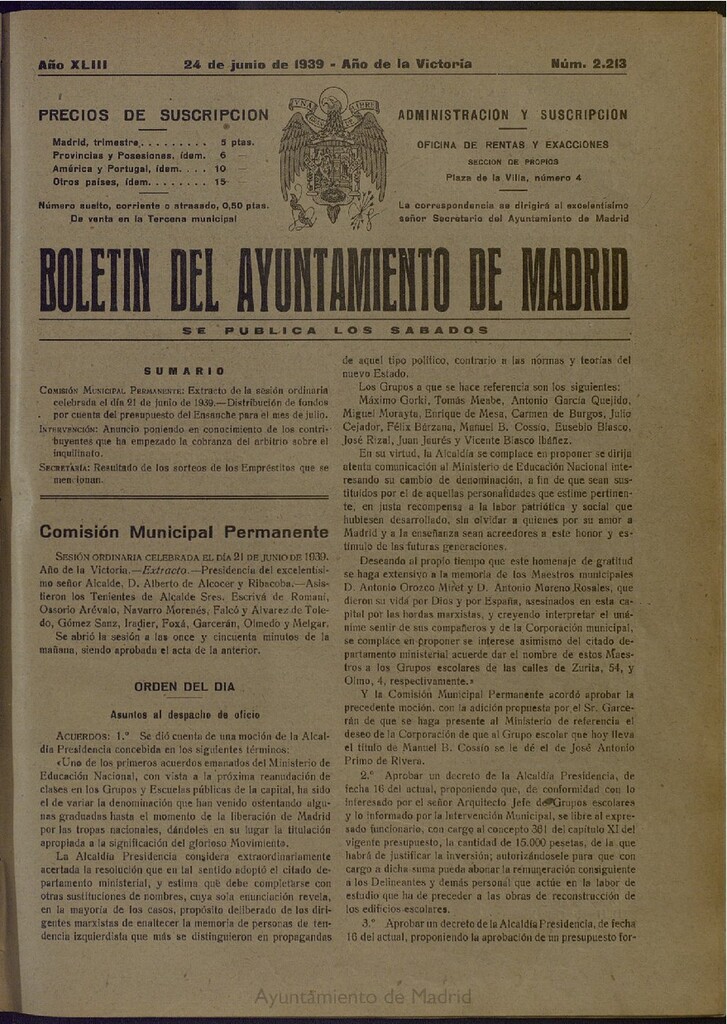 Año XLIII
24 de junio de 1939 - Año de la Victoria
Núm. 2.213
PRECIOS DE SUSCRIPCION
Madrid, trimestre. . . . . . . . . 5 ptas.
Provincias y Posesiones, ídem. 6 —
América y Portugal, ídem. . . . 10 —
Otros países, ídem. . . . . . . . 15 —
Número suelto, corriente o atrasado, 0,50 ptas.
De venta en la Tercena municipal
UNA
GRANDE
LIBRE
ADMINISTRACION Y SUSCRIPCION
OFICINA DE RENTAS Y EXACCIONES
SECCION DE PROPIOS
Plaza de la Villa, número 4
La correspondencia se dirigirá al excelentísimo
señor Secretario del Ayuntamiento de Madrid
BOLETIN DEL AYUNTAMIENTO DE MADRID
SE PUBLICA LOS SABADOS
SUMARIO
COMISIÓN MUNICIPAL PERMANENTE: Extracto de la sesión ordinaria
celebrada el día 21 de junio de 1939.—Distribución de fondos
por cuenta del presupuesto del Ensanche para el mes de julio.
INTERVENCIÓN: Anuncio poniendo en conocimiento de los contri-
buyentes que ha empezado la cobranza del arbitrio sobre el
inquilinato.
SECRETARÍA: Resultado de los sorteos de los Empréstitos que se
mencionan.
Comisión Municipal Permanente
SESIÓN ORDINARIA CELEBRADA EL DÍA 21 DE JUNIO DE 1939.
Año de la Victoria.—Extracto.—Presidencia del excelentísi-
mo señor Alcalde, D. Alberto de Alcocer y Ribacoba.—Asis-
tieron los Tenientes de Alcalde Sres. Escrivá de Romaní,
Ossorio Arévalo, Navarro Morenés, Falcó y Alvarez de Tole-
do, Gómez Sanz, Iradier, Foxá, Garcerán, Olmedo y Melgar.
Se abrió la sesión a las once y cincuenta minutos de la
mañana, siendo aprobada el acta de la anterior.
ORDEN DEL DIA
Asuntos al despacho de oficio
ACUERDOS: 1.º Se dió cuenta de una moción de la Alcal-
día Presidencia concebida en los siguientes términos:
«Uno de los primeros acuerdos emanados del Ministerio de
Educación Nacional, con vista a la próxima reanudación de
clases en los Grupos y Escuelas públicas de la capital, ha sido
el de variar la denominación que han venido ostentando algu-
nas graduadas hasta el momento de la liberación de Madrid
por las tropas nacionales, dándoles en su lugar la titulación
apropiada a la significación del glorioso Movimiento.
La Alcaldía Presidencia considera extraordinariamente
acertada la resolución que en tal sentido adoptó el citado de-
partamento ministerial, y estima que debe completarse con
otras sustituciones de nombres, cuya sola enunciación revela,
en la mayoría de los casos, propósito deliberado de los diri-
gentes marxistas de enaltecer la memoria de personas de ten-
dencia izquierdista que más se distinguieron en propagandas
de aquel tipo político, contrario a las normas y teorías del
nuevo Estado.
Los Grupos a que se hace referencia son los siguientes:
Máximo Gorki, Tomás Meabe, Antonio García Quejido,
Miguel Morayta, Enrique de Mesa, Carmen de Burgos, Julio
Cejador, Félix Bárzana, Manuel B. Cossío, Eusebio Blasco,
José Rizal, Juan Jaurés y Vicente Blasco Ibáñez.
En su virtud, la Alcaldía se complace en proponer se dirija
atenta comunicación al Ministerio de Educación Nacional inte-
resando su cambio de denominación, a fin de que sean sus-
tituídos por el de aquellas personalidades que estime pertinen-
te, en justa recompensa a la labor patriótica y social que
hubiesen desarrollado, sin olvidar a quienes por su amor a
Madrid y a la enseñanza sean acreedores a este honor y es-
tímulo de las futuras generaciones.
Deseando al propio tiempo que este homenaje de gratitud
se haga extensivo a la memoria de los Maestros municipales
D. Antonio Orozco Miret y D. Antonio Moreno Rosales, que
dieron su vida por Dios y por España, asesinados en esta ca-
pital por las hordas marxistas, y creyendo interpretar el uná-
nime sentir de sus compañeros y de la Corporación municipal,
se complace en proponer se interese asimismo del citado de-
partamento ministerial acuerde dar el nombre de estos Maes-
tros a los Grupos escolares de las calles de Zurita, 54, y
Olmo, 4, respectivamente.»
Y la Comisión Municipal Permanente acordó aprobar la
precedente moción, con la adición propuesta por el Sr. Garce-
rán de que se haga presente al Ministerio de referencia el
deseo de la Corporación de que al Grupo escolar que hoy lleva
el título de Manuel B. Cossío se le dé el de José Antonio
Primo de Rivera.
2.º Aprobar un decreto de la Alcaldía Presidencia, de
fecha 16 del actual, proponiendo que, de conformidad con lo
interesado por el señor Arquitecto Jefe de Grupos escolares
y lo informado por la Intervención Municipal, se libre al expre-
sado funcionario, con cargo al concepto 381 del capítulo XI del
vigente presupuesto, la cantidad de 15.000 pesetas, de la que
habrá de justificar la inversión; autorizándosele para que con
cargo a dicha suma pueda abonar la remuneración consiguiente
a los Delineantes y demás personal que actúe en la labor de
estudio que ha de preceder a las obras de reconstrucción de
los edificios escolares.
3.º Aprobar un decreto de la Alcaldía Presidencia, de fecha
16 del actual, proponiendo la aprobación de un presupuesto for-
Ayuntamiento de Madrid